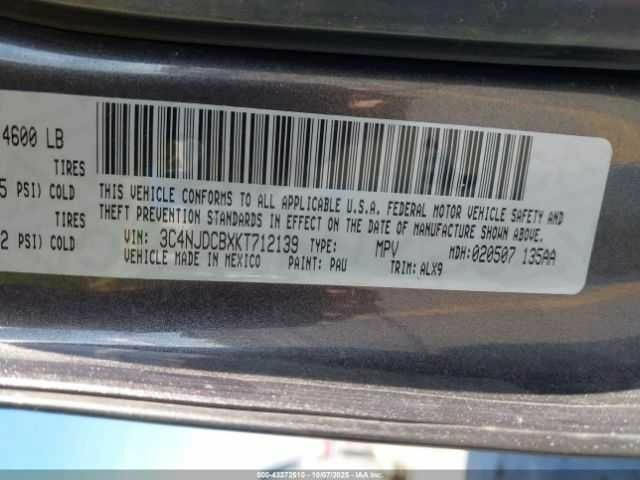 4600 LB
TIRES
5 PSI) COLD
TIRES
2 PSI) COLD
THIS VEHICLE CONFORMS TO ALL APPLICABLE U.S.A. FEDERAL MOTOR VEHICLE SAFETY AND
THEFT PREVENTION STANDARDS IN EFFECT ON THE DATE OF MANUFACTURE SHOWN ABOVE.
VIN: 3C4NJDCBXKT712139 TYPE: MPV MDH:020507 135AA
VEHICLE MADE IN MEXICO PAINT: PAU TRIM: ALX9
000-43372510 | 10/07/2025 | IAA Inc.